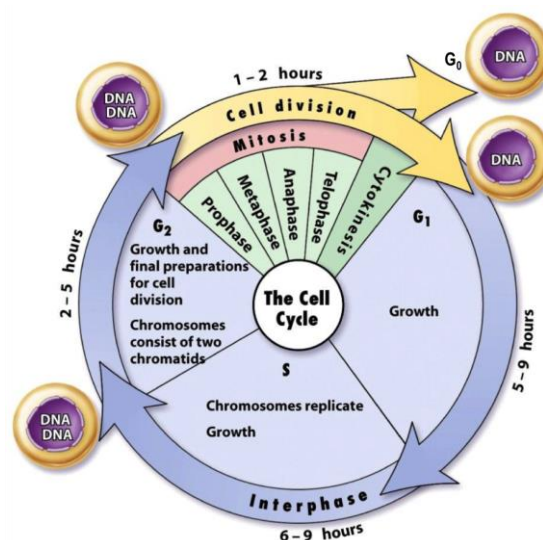 1–2 hours
G0
DNA
DNA
DNA
Cell division
Mitosis
DNA
Prophase
Metaphase
Anaphase
Telophase
Cytokinesis
G2
G1
Growth and
final preparations
for cell
division
Chromosomes
consist of two
chromatids
2–5 hours
The Cell
Cycle
Growth
5–9 hours
S
Chromosomes replicate
Growth
DNA
DNA
Interphase
6–9 hours